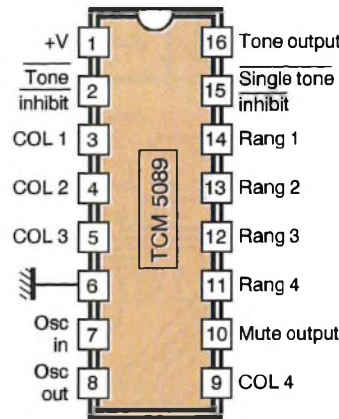 +V 1 16 Tone output
Tone 2 15 Single tone
inhibit inhibit
COL 1 3 14 Rang 1
COL 2 4 13 Rang 2
COL 3 5 12 Rang 3
6 11 Rang 4
Osc 7 10 Mute output
in
Osc 8 9 COL 4
out
TCM 5089